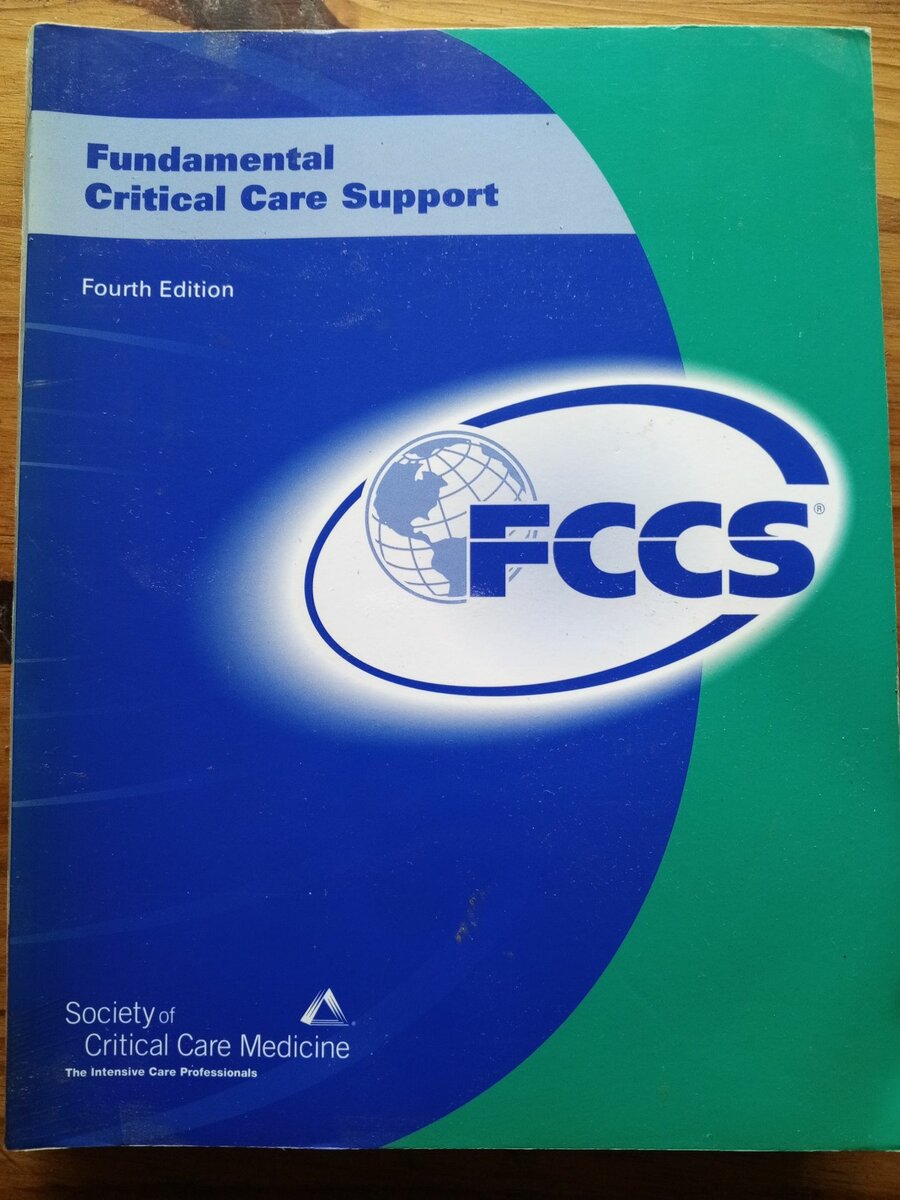 Fundamental
Critical Care Support
Fourth Edition
FCCS®
Society of
Critical Care Medicine
The Intensive Care Professionals